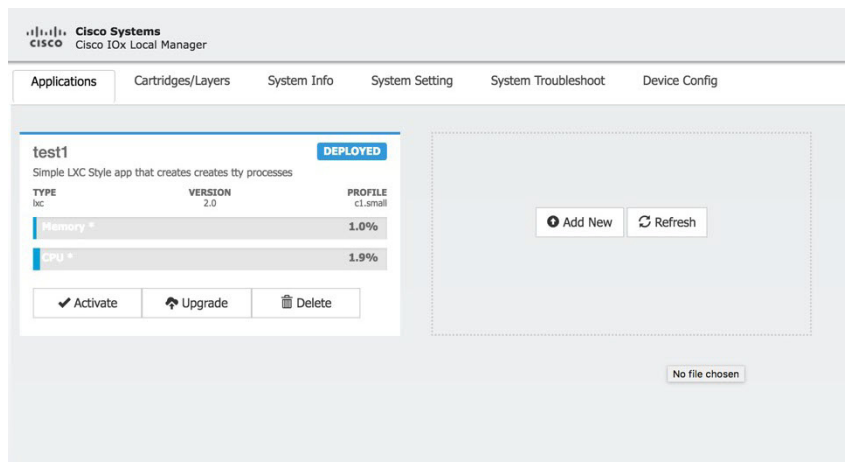 Cisco Systems
CISCO Cisco IOx Local Manager
Applications Cartridges/Layers System Info System Setting System Troubleshoot Device Config
test1 DEPLOYED
Simple LXC Style app that creates creates tty processes
TYPE VERSION PROFILE
lxc 2.0 c1.small
Memory * 1.0%
CPU * 1.9%
Activate Upgrade Delete
Add New Refresh
No file chosen